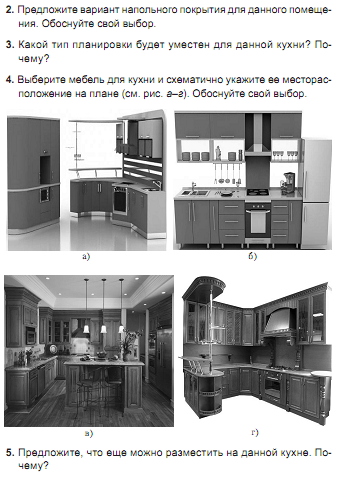 2. Предложите вариант напольного покрытия для данного помеще-
ния. Обоснуйте свой выбор.
3. Какой тип планировки будет уместен для данной кухни? По-
чему?
4. Выберите мебель для кухни и схематично укажите ее месторас-
положение на плане (см. рис. а–г). Обоснуйте свой выбор.
а) б)
в) г)
5. Предложите, что еще можно разместить на данной кухне. По-
чему?